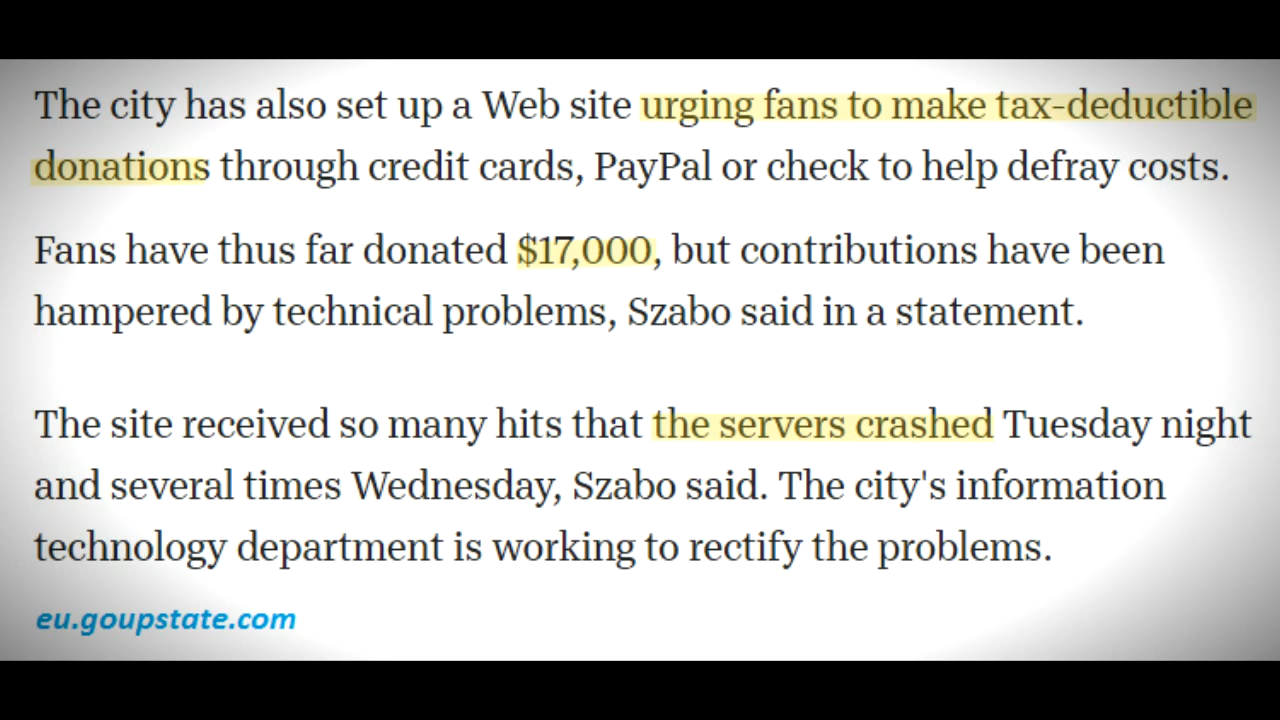 The city has also set up a Web site urging fans to make tax-deductible
donations through credit cards, PayPal or check to help defray costs.
Fans have thus far donated $17,000, but contributions have been
hampered by technical problems, Szabo said in a statement.
The site received so many hits that the servers crashed Tuesday night
and several times Wednesday, Szabo said. The city's information
technology department is working to rectify the problems.
eu.goupstate.com